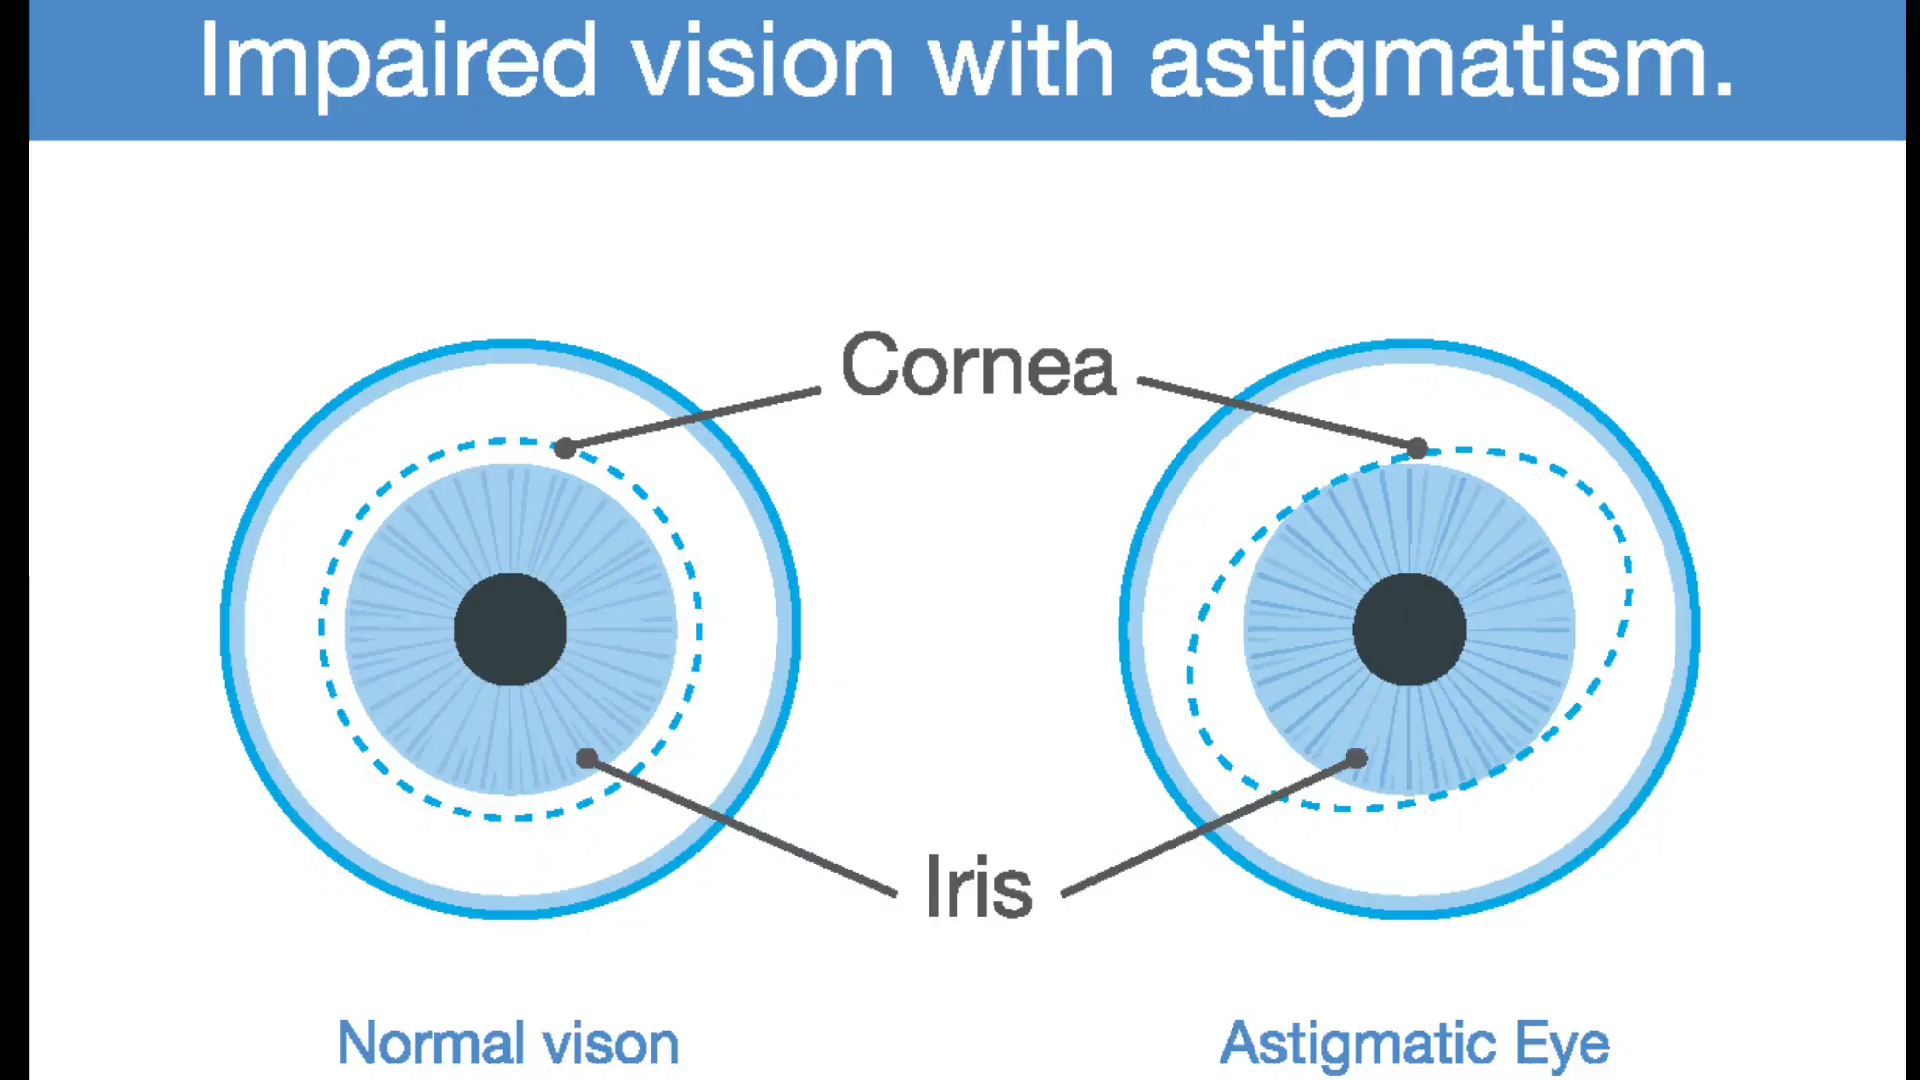 Impaired vision with astigmatism.
Cornea
Iris
Normal vison
Astigmatic Eye